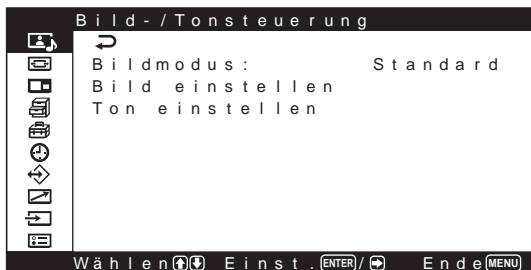 Bild-/Tonsteuerung
Bildmodus: Standard
Bild einstellen
Ton einstellen
Wählen Einst. ENTER / Ende MENU